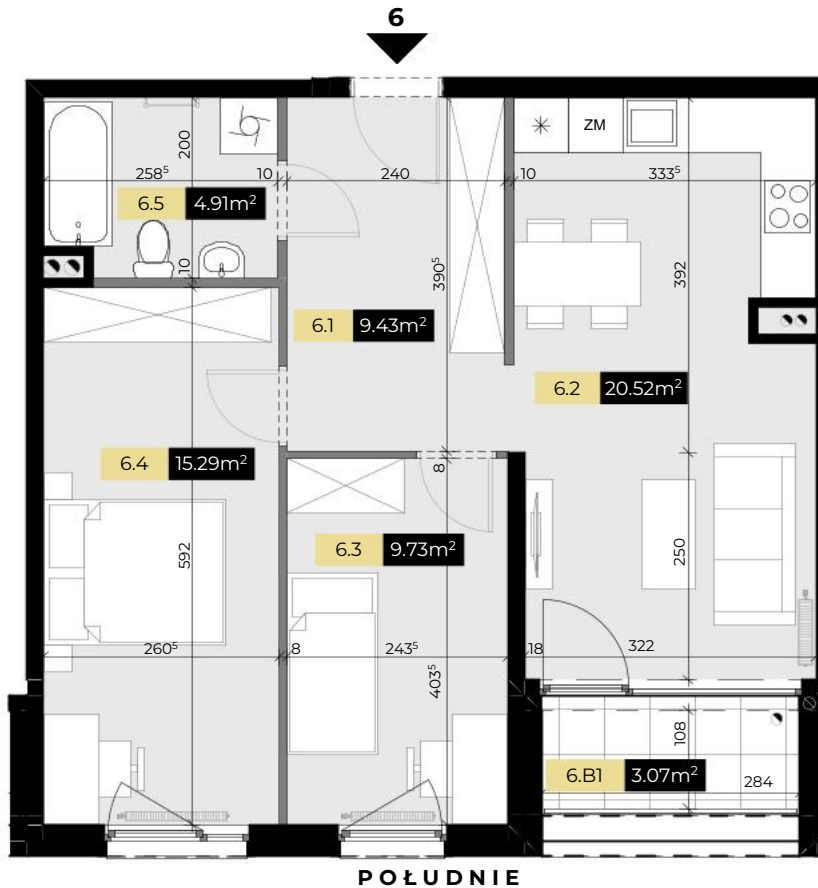 6
ZM
200
258⁵
10
240
10
333⁵
6.5 4.91m²
10
390⁵
392
6.1 9.43m²
6.2 20.52m²
6.4 15.29m²
8
592
6.3 9.73m²
250
260⁵
8
243⁵
18
322
403⁵
108
6.B1 3.07m²
284
POŁUDNIE